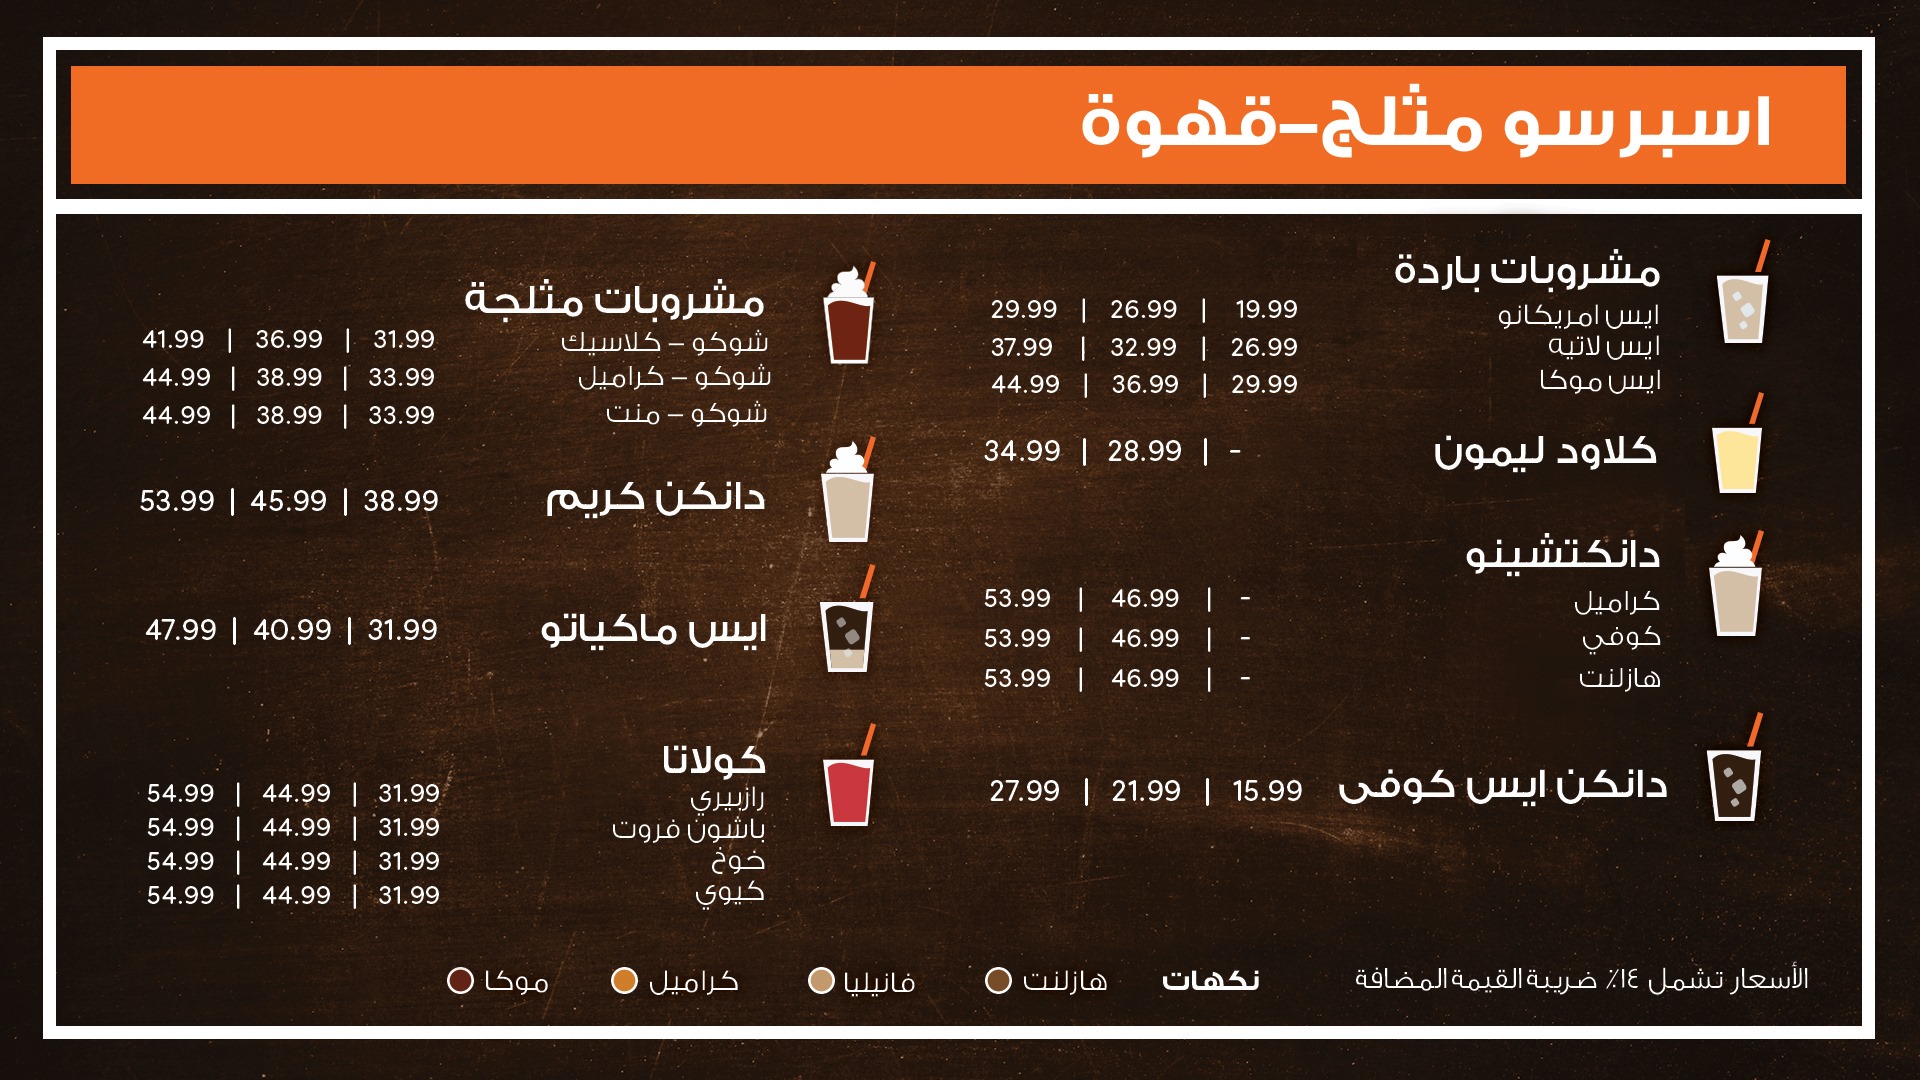 اسبرسو مثلج–قهوة
مشروبات باردة
ايس امريكانو 19.99 | 26.99 | 29.99
ايس لاتيه 26.99 | 32.99 | 37.99
ايس موكا 29.99 | 36.99 | 44.99
كلاود ليمون - | 28.99 | 34.99
دانكتشينو
كراميل - | 46.99 | 53.99
كوفي - | 46.99 | 53.99
هازلنت - | 46.99 | 53.99
دانكن ايس كوفى 15.99 | 21.99 | 27.99
مشروبات مثلجة
شوكو – كلاسيك 31.99 | 36.99 | 41.99
شوكو – كراميل 33.99 | 38.99 | 44.99
شوكو – منت 33.99 | 38.99 | 44.99
دانكن كريم 38.99 | 45.99 | 53.99
ايس ماكياتو 31.99 | 40.99 | 47.99
كولاتا
رازبيري 31.99 | 44.99 | 54.99
باشون فروت 31.99 | 44.99 | 54.99
خوخ 31.99 | 44.99 | 54.99
كيوي 31.99 | 44.99 | 54.99
الأسعار تشمل ١٤٪ ضريبة القيمة المضافة
نكهات هازلنت فانيليا كراميل موكا